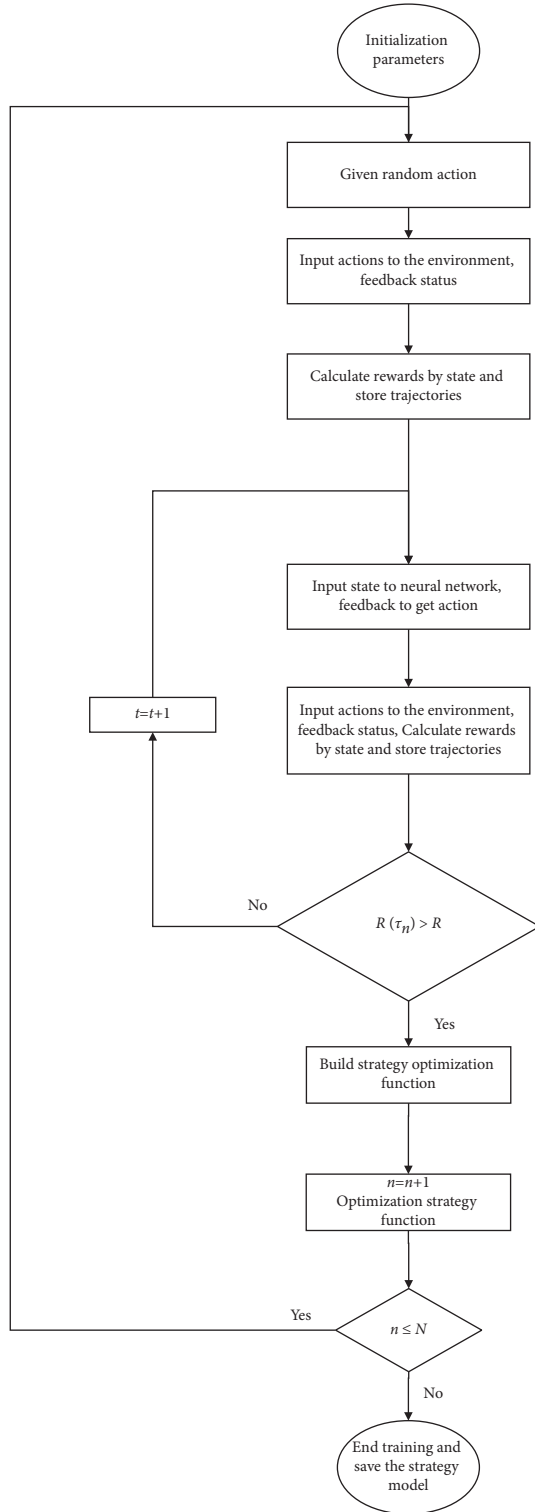 Initialization
parameters
Given random action
Input actions to the environment,
feedback status
Calculate rewards by state and
store trajectories
Input state to neural network,
feedback to get action
t=t+1
Input actions to the environment,
feedback status, Calculate rewards
by state and store trajectories
No
R (τn) > R
Yes
Build strategy optimization
function
n=n+1
Optimization strategy
function
Yes
n ≤ N
No
End training and
save the strategy
model